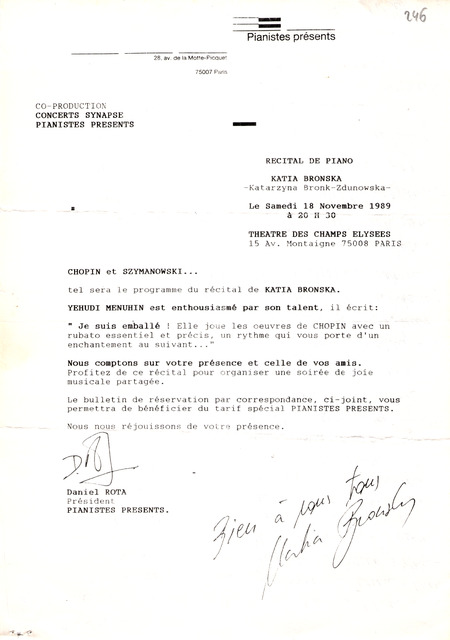 246
Pianistes présents
28. av. de la Motte-Picquet
75007 Paris
CO-PRODUCTION
CONCERTS SYNAPSE
PIANISTES PRESENTS
RECITAL DE PIANO
KATIA BRONSKA
-Katarzyna Bronk-Zdunowska-
Le Samedi 18 Novembre 1989
à 20 H 30
THEATRE DES CHAMPS ELYSEES
15 Av. Montaigne 75008 PARIS
CHOPIN et SZYMANOWSKI...
tel sera le programme du récital de KATIA BRONSKA.
YEHUDI MENUHIN est enthousiasmé par son talent, il écrit:
" Je suis emballé ! Elle joue les oeuvres de CHOPIN avec un
rubato essentiel et précis, un rythme qui vous porte d'un
enchantement au suivant..."
Nous comptons sur votre présence et celle de vos amis.
Profitez de ce récital pour organiser une soirée de joie
musicale partagée.
Le bulletin de réservation par correspondance, ci-joint, vous
permettra de bénéficier du tarif spécial PIANISTES PRESENTS.
Nous nous réjouissons de votre présence.
Daniel ROTA
Président
PIANISTES PRESENTS.
Bien à vous tous
Katia Bronska